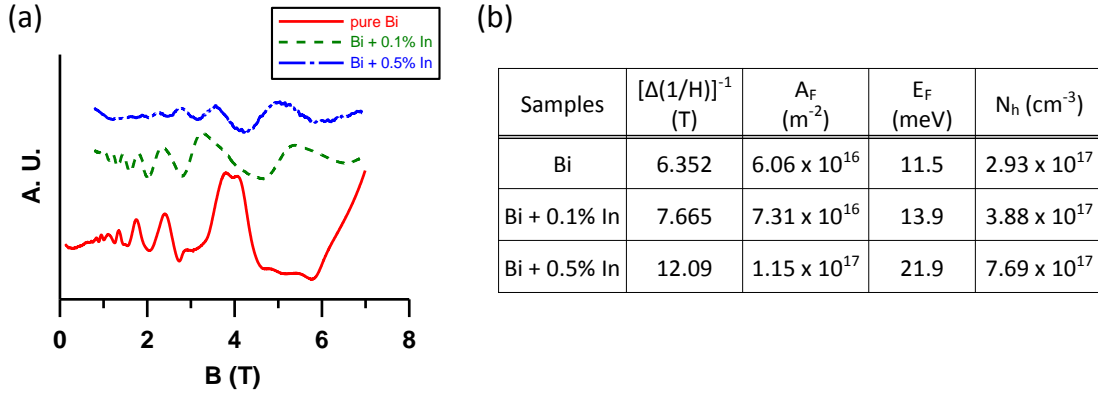 (a)
pure Bi
Bi + 0.1% In
Bi + 0.5% In
A. U.
0 2 4 6 8
B (T)
(b)
Samples [Δ(1/H)]⁻¹ (T) A_F (m⁻²) E_F (meV) N_h (cm⁻³)
Bi 6.352 6.06 x 10¹⁶ 11.5 2.93 x 10¹⁷
Bi + 0.1% In 7.665 7.31 x 10¹⁶ 13.9 3.88 x 10¹⁷
Bi + 0.5% In 12.09 1.15 x 10¹⁷ 21.9 7.69 x 10¹⁷